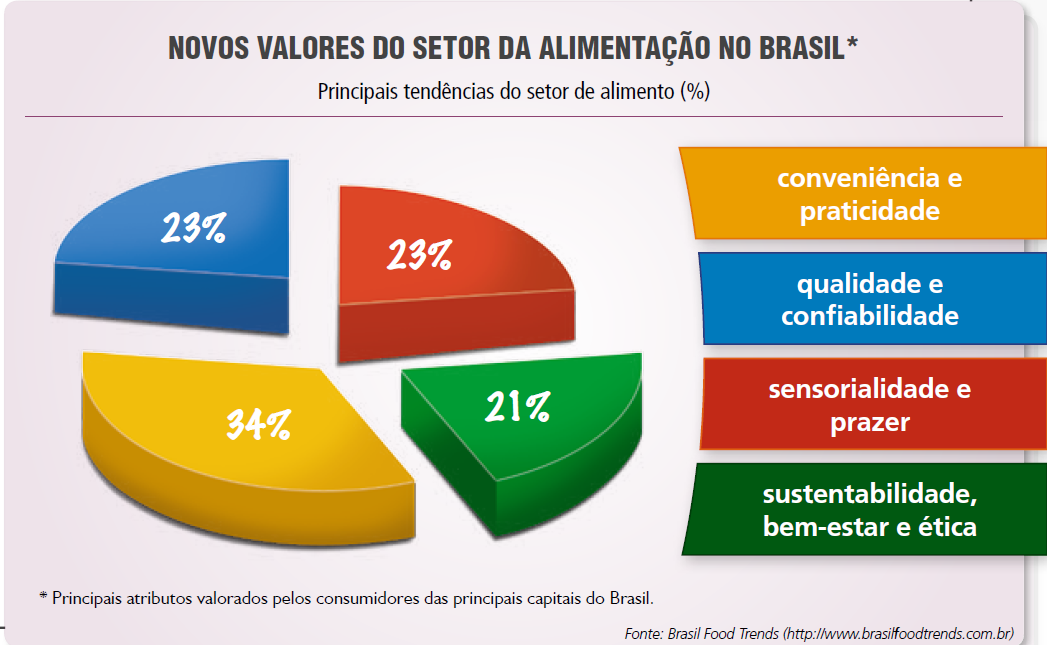 NOVOS VALORES DO SETOR DA ALIMENTAÇÃO NO BRASIL*
Principais tendências do setor de alimento (%)
23%
23%
34%
21%
conveniência e
praticidade
qualidade e
confiabilidade
sensorialidade e
prazer
sustentabilidade,
bem-estar e ética
* Principais atributos valorados pelos consumidores das principais capitais do Brasil.
Fonte: Brasil Food Trends (http://www.brasilfoodtrends.com.br)